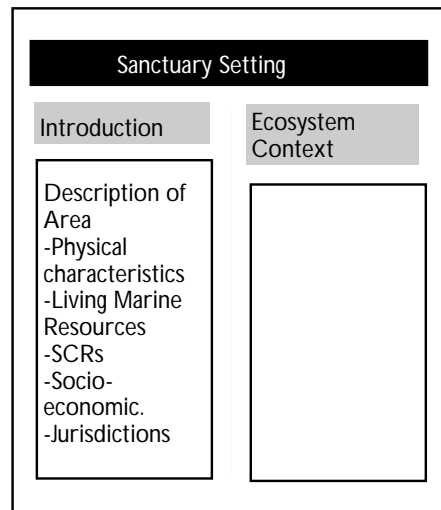 Sanctuary Setting
Introduction
Ecosystem
Context
Description of
Area
-Physical
characteristics
-Living Marine
Resources
-SCRs
-Socio-
economic.
-Jurisdictions